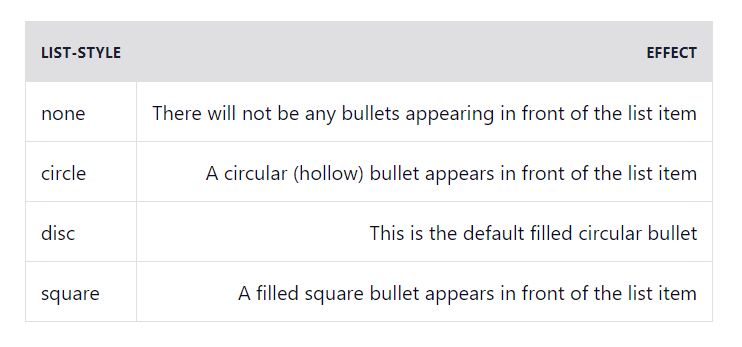 LIST-STYLE EFFECT
none There will not be any bullets appearing in front of the list item
circle A circular (hollow) bullet appears in front of the list item
disc This is the default filled circular bullet
square A filled square bullet appears in front of the list item